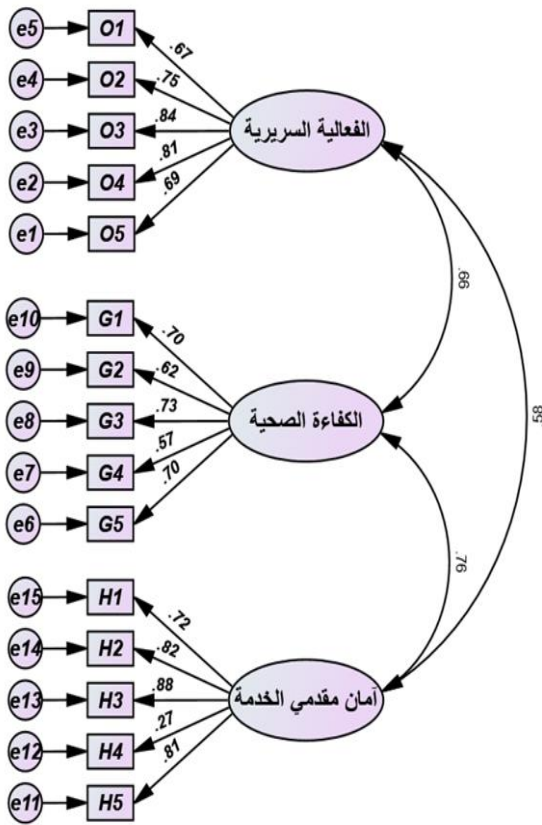 e5 O1 .67
e4 O2 .75
e3 O3 .84
e2 O4 .81
e1 O5 .69
الفعالية السريرية
.66
.58
e10 G1 .70
e9 G2 .62
e8 G3 .73
e7 G4 .57
e6 G5 .70
الكفاءة الصحية
.76
e15 H1 .72
e14 H2 .82
e13 H3 .88
e12 H4 .27
e11 H5 .81
آمان مقدمي الخدمة